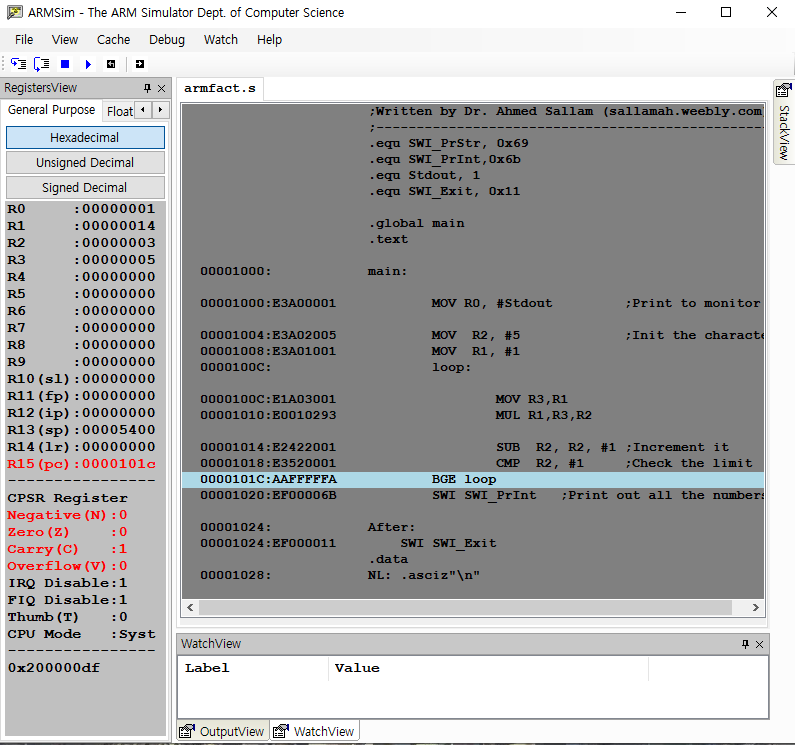 ARMSim - The ARM Simulator Dept. of Computer Science
File View Cache Debug Watch Help
RegistersView
General Purpose Float
Hexadecimal
Unsigned Decimal
Signed Decimal
R0 :00000001
R1 :00000014
R2 :00000003
R3 :00000005
R4 :00000000
R5 :00000000
R6 :00000000
R7 :00000000
R8 :00000000
R9 :00000000
R10(sl):00000000
R11(fp):00000000
R12(ip):00000000
R13(sp):00005400
R14(lr):00000000
R15(pc):0000101c
----------------
CPSR Register
Negative(N):0
Zero(Z) :0
Carry(C) :1
Overflow(V):0
IRQ Disable:1
FIQ Disable:1
Thumb(T) :0
CPU Mode :Syst
----------------
0x200000df
armfact.s
;Written by Dr. Ahmed Sallam (sallamah.weebly.com
;-------------------------------------------------
.equ SWI_PrStr, 0x69
.equ SWI_PrInt,0x6b
.equ Stdout, 1
.equ SWI_Exit, 0x11
.global main
.text
00001000: main:
00001000:E3A00001 MOV R0, #Stdout ;Print to monitor
00001004:E3A02005 MOV R2, #5 ;Init the characte
00001008:E3A01001 MOV R1, #1
0000100C: loop:
0000100C:E1A03001 MOV R3,R1
00001010:E0010293 MUL R1,R3,R2
00001014:E2422001 SUB R2, R2, #1 ;Increment it
00001018:E3520001 CMP R2, #1 ;Check the limit
0000101C:AAFFFFFA BGE loop
00001020:EF00006B SWI SWI_PrInt ;Print out all the numbers
00001024: After:
00001024:EF000011 SWI SWI_Exit
.data
00001028: NL: .asciz"\n"
StackView
WatchView
Label Value
OutputView WatchView